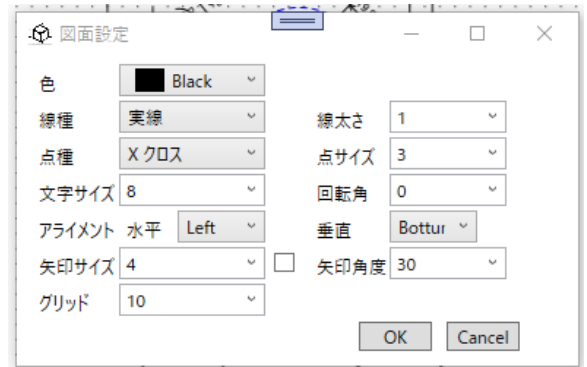 図面設定
色 Black
線種 実線 線太さ 1
点種 X クロス 点サイズ 3
文字サイズ 8 回転角 0
アライメント 水平 Left 垂直 Bottur
矢印サイズ 4 矢印角度 30
グリッド 10
OK Cancel